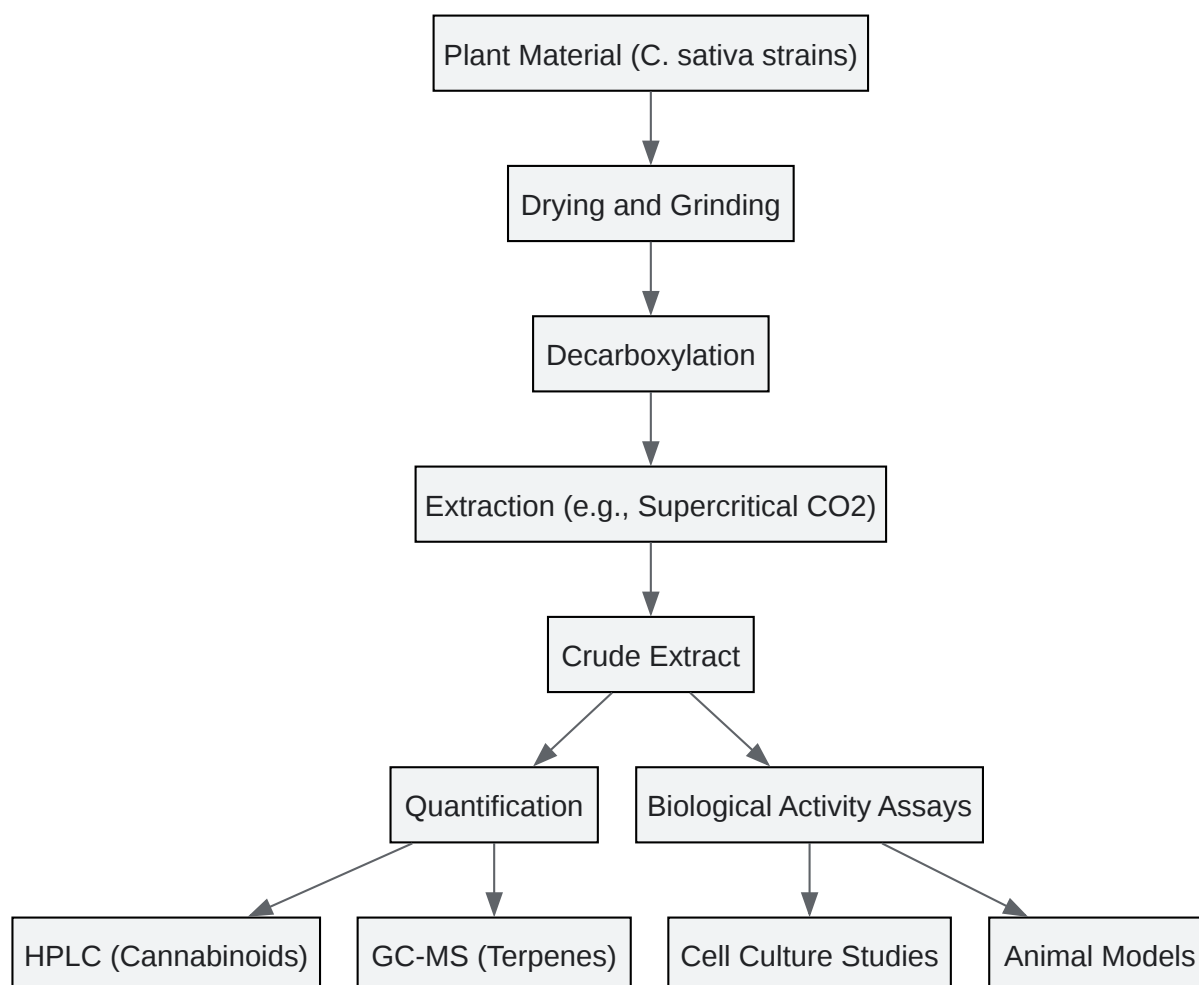 Plant Material (C. sativa strains)
Drying and Grinding
Decarboxylation
Extraction (e.g., Supercritical CO2)
Crude Extract
Quantification
Biological Activity Assays
HPLC (Cannabinoids)
GC-MS (Terpenes)
Cell Culture Studies
Animal Models